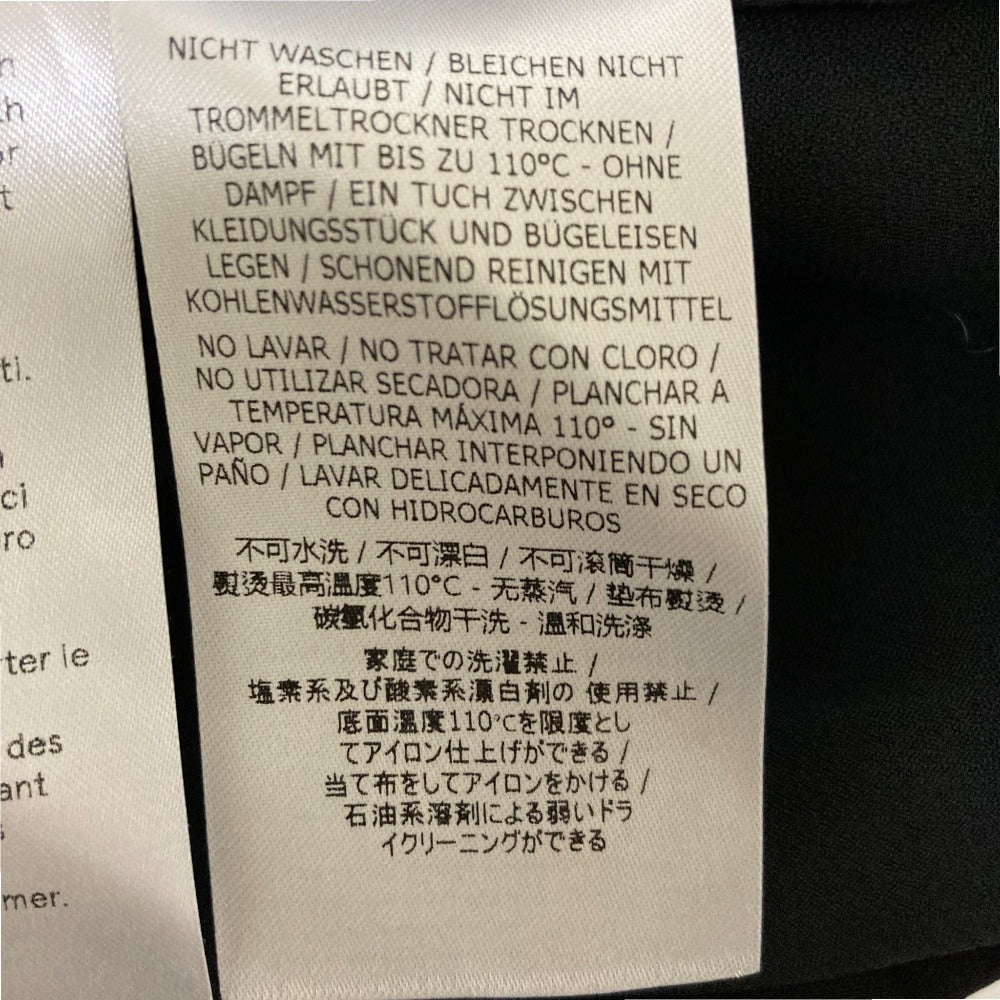 NICHT WASCHEN / BLEICHEN NICHT
ERLAUBT / NICHT IM
TROMMELTROCKNER TROCKNEN /
BÜGELN MIT BIS ZU 110°C - OHNE
DAMPF / EIN TUCH ZWISCHEN
KLEIDUNGSSTÜCK UND BÜGELEISEN
LEGEN / SCHONEND REINIGEN MIT
KOHLENWASSERSTOFFLÖSUNGSMITTEL
NO LAVAR / NO TRATAR CON CLORO /
NO UTILIZAR SECADORA / PLANCHAR A
TEMPERATURA MÁXIMA 110° - SIN
VAPOR / PLANCHAR INTERPONIENDO UN
PAÑO / LAVAR DELICADAMENTE EN SECO
CON HIDROCARBUROS
不可水洗 / 不可漂白 / 不可滾筒干燥 /
熨烫最高溫度110°C - 无蒸汽 / 垫布熨烫 /
碳氢化合物干洗 - 溫和洗涤
家庭での洗濯禁止 /
塩素系及び酸素系漂白剤の 使用禁止 /
底面温度110℃を限度とし
てアイロン仕上げができる /
当て布をしてアイロンをかける /
石油系溶剤による弱いドラ
イクリーニングができる
ti.
ci
ro
ter le
des
ant
mer.